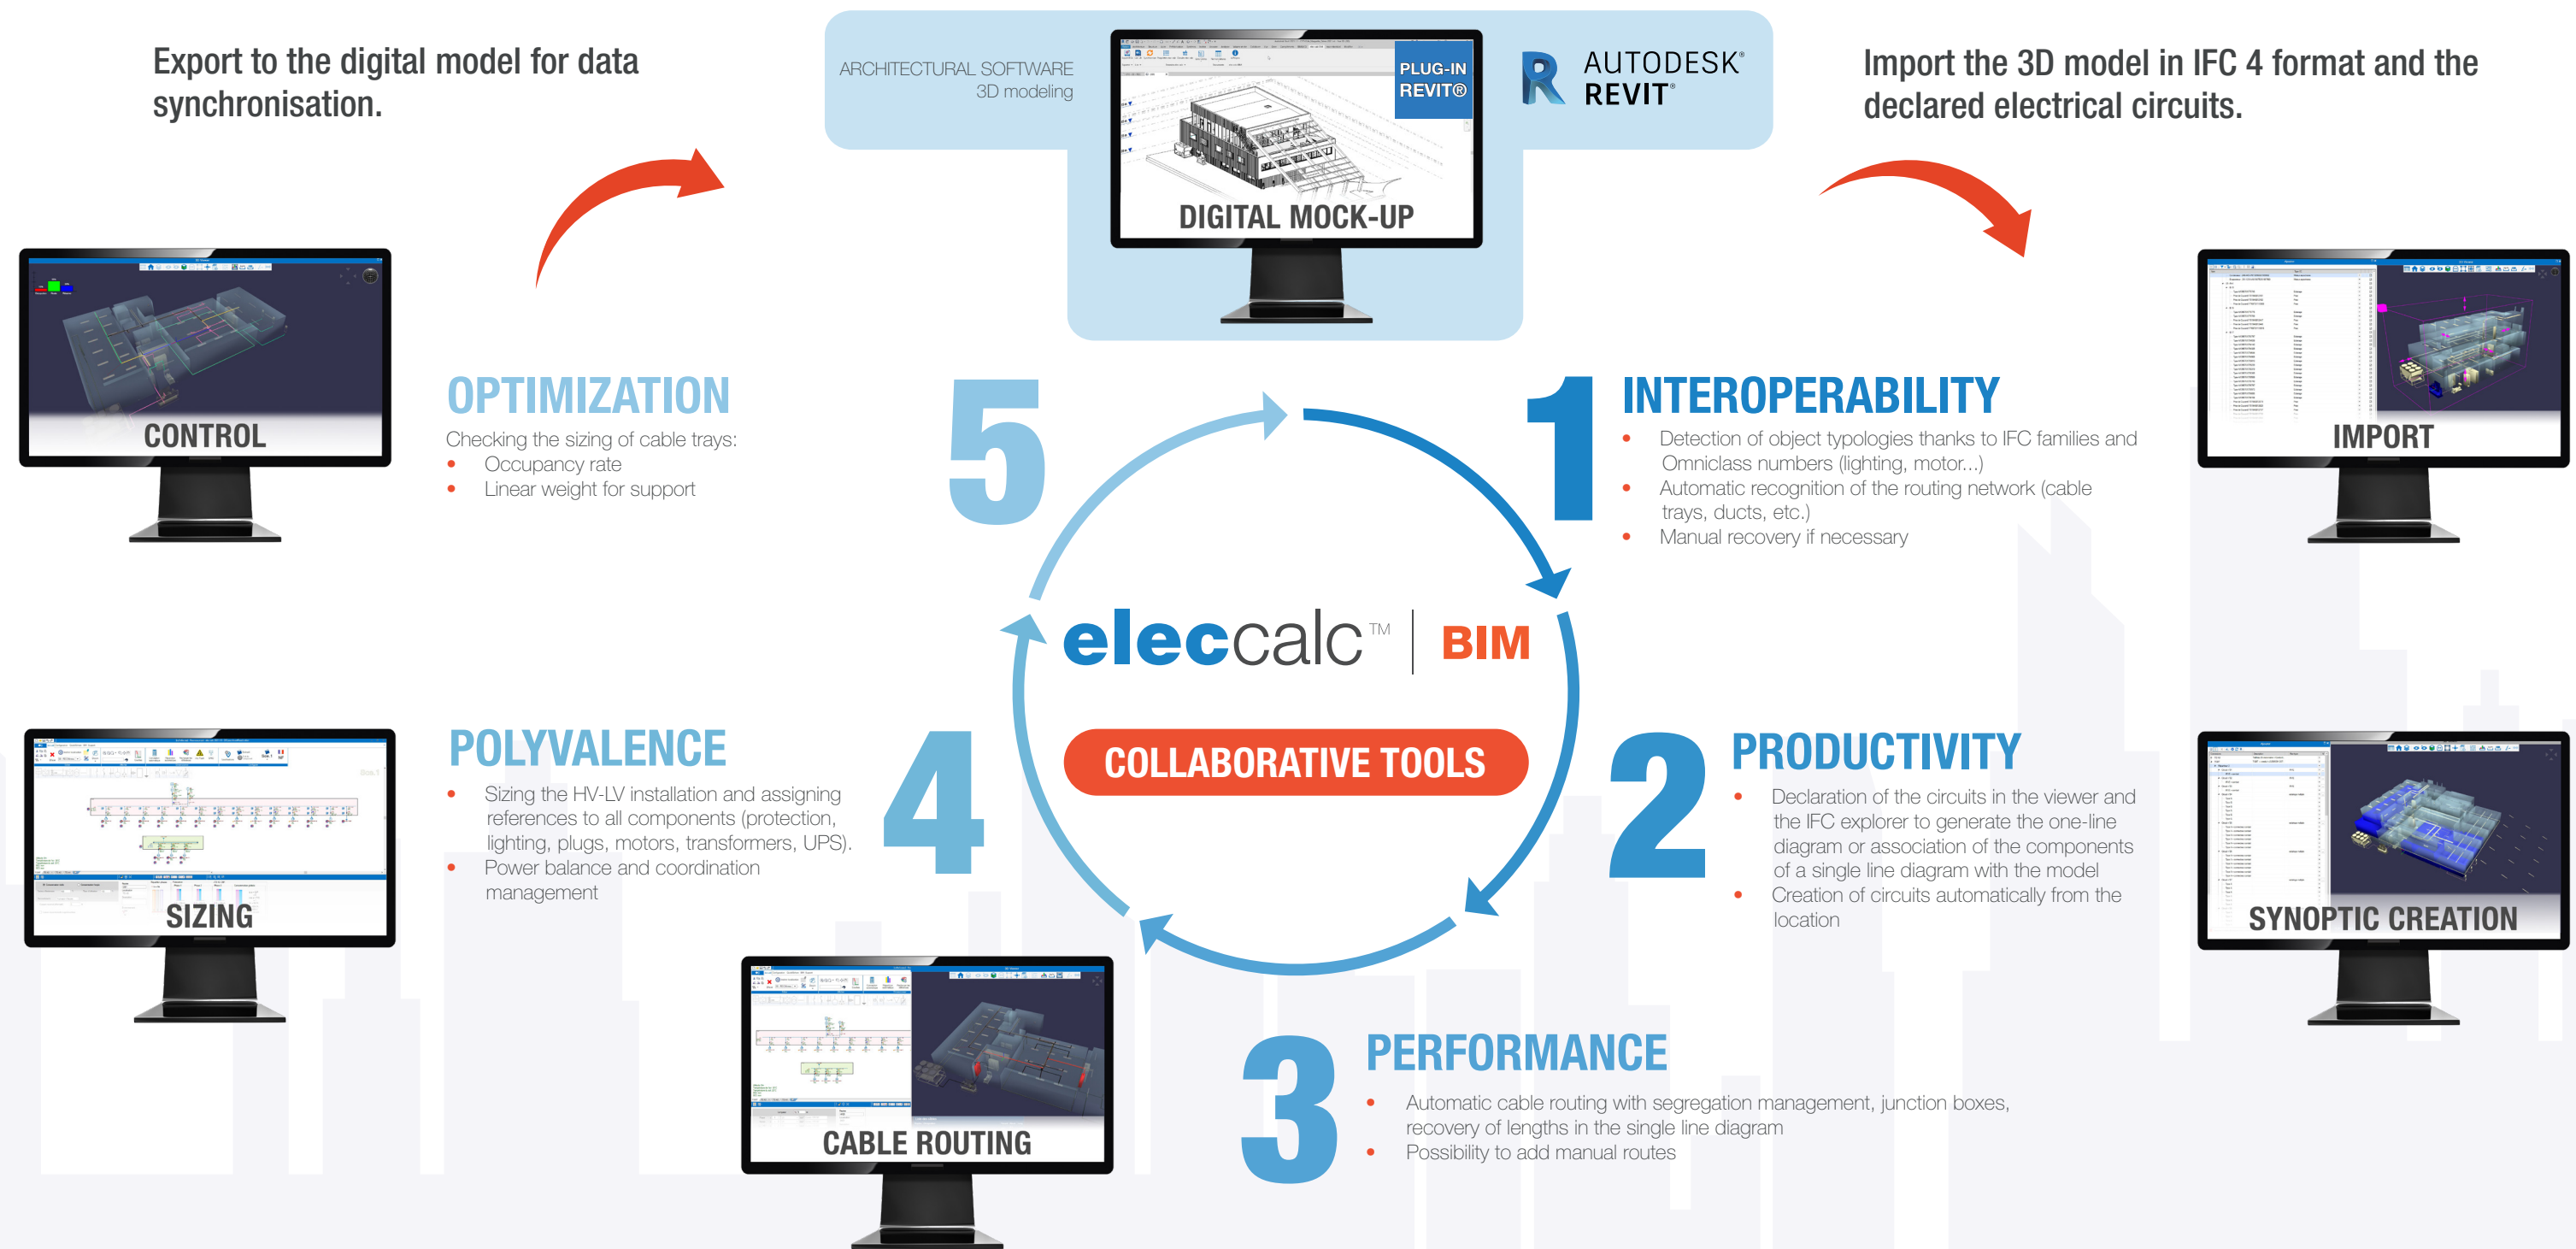 Export to the digital model for data
synchronisation.
ARCHITECTURAL SOFTWARE
3D modeling
PLUG-IN
REVIT®
DIGITAL MOCK-UP
AUTODESK®
REVIT®
Import the 3D model in IFC 4 format and the
declared electrical circuits.
CONTROL
OPTIMIZATION
Checking the sizing of cable trays:
• Occupancy rate
• Linear weight for support
5
1
INTEROPERABILITY
• Detection of object typologies thanks to IFC families and
Omniclass numbers (lighting, motor...)
• Automatic recognition of the routing network (cable
trays, ducts, etc.)
• Manual recovery if necessary
IMPORT
eleccalc™ | BIM
COLLABORATIVE TOOLS
SIZING
POLYVALENCE
• Sizing the HV-LV installation and assigning
references to all components (protection,
lighting, plugs, motors, transformers, UPS).
• Power balance and coordination
management
4
2
PRODUCTIVITY
• Declaration of the circuits in the viewer and
the IFC explorer to generate the one-line
diagram or association of the components
of a single line diagram with the model
• Creation of circuits automatically from the
location
SYNOPTIC CREATION
CABLE ROUTING
3
PERFORMANCE
• Automatic cable routing with segregation management, junction boxes,
recovery of lengths in the single line diagram
• Possibility to add manual routes